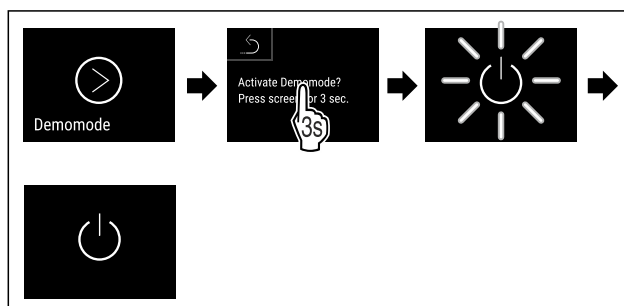 Demomode
Activate Demomode?
Press screen for 3 sec.
3s